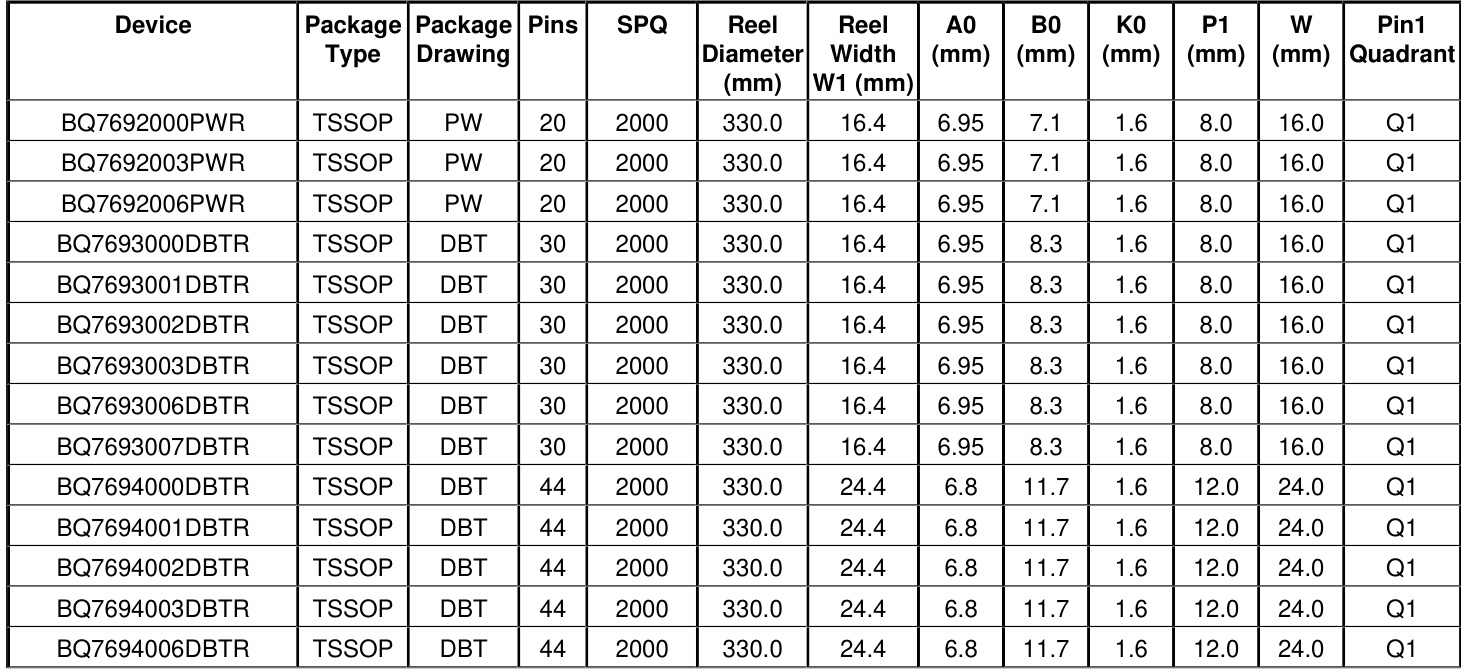 Device Package Type Package Drawing Pins SPQ Reel Diameter (mm) Reel Width W1 (mm) A0 (mm) B0 (mm) K0 (mm) P1 (mm) W (mm) Pin1 Quadrant
BQ7692000PWR TSSOP PW 20 2000 330.0 16.4 6.95 7.1 1.6 8.0 16.0 Q1
BQ7692003PWR TSSOP PW 20 2000 330.0 16.4 6.95 7.1 1.6 8.0 16.0 Q1
BQ7692006PWR TSSOP PW 20 2000 330.0 16.4 6.95 7.1 1.6 8.0 16.0 Q1
BQ7693000DBTR TSSOP DBT 30 2000 330.0 16.4 6.95 8.3 1.6 8.0 16.0 Q1
BQ7693001DBTR TSSOP DBT 30 2000 330.0 16.4 6.95 8.3 1.6 8.0 16.0 Q1
BQ7693002DBTR TSSOP DBT 30 2000 330.0 16.4 6.95 8.3 1.6 8.0 16.0 Q1
BQ7693003DBTR TSSOP DBT 30 2000 330.0 16.4 6.95 8.3 1.6 8.0 16.0 Q1
BQ7693006DBTR TSSOP DBT 30 2000 330.0 16.4 6.95 8.3 1.6 8.0 16.0 Q1
BQ7693007DBTR TSSOP DBT 30 2000 330.0 16.4 6.95 8.3 1.6 8.0 16.0 Q1
BQ7694000DBTR TSSOP DBT 44 2000 330.0 24.4 6.8 11.7 1.6 12.0 24.0 Q1
BQ7694001DBTR TSSOP DBT 44 2000 330.0 24.4 6.8 11.7 1.6 12.0 24.0 Q1
BQ7694002DBTR TSSOP DBT 44 2000 330.0 24.4 6.8 11.7 1.6 12.0 24.0 Q1
BQ7694003DBTR TSSOP DBT 44 2000 330.0 24.4 6.8 11.7 1.6 12.0 24.0 Q1
BQ7694006DBTR TSSOP DBT 44 2000 330.0 24.4 6.8 11.7 1.6 12.0 24.0 Q1